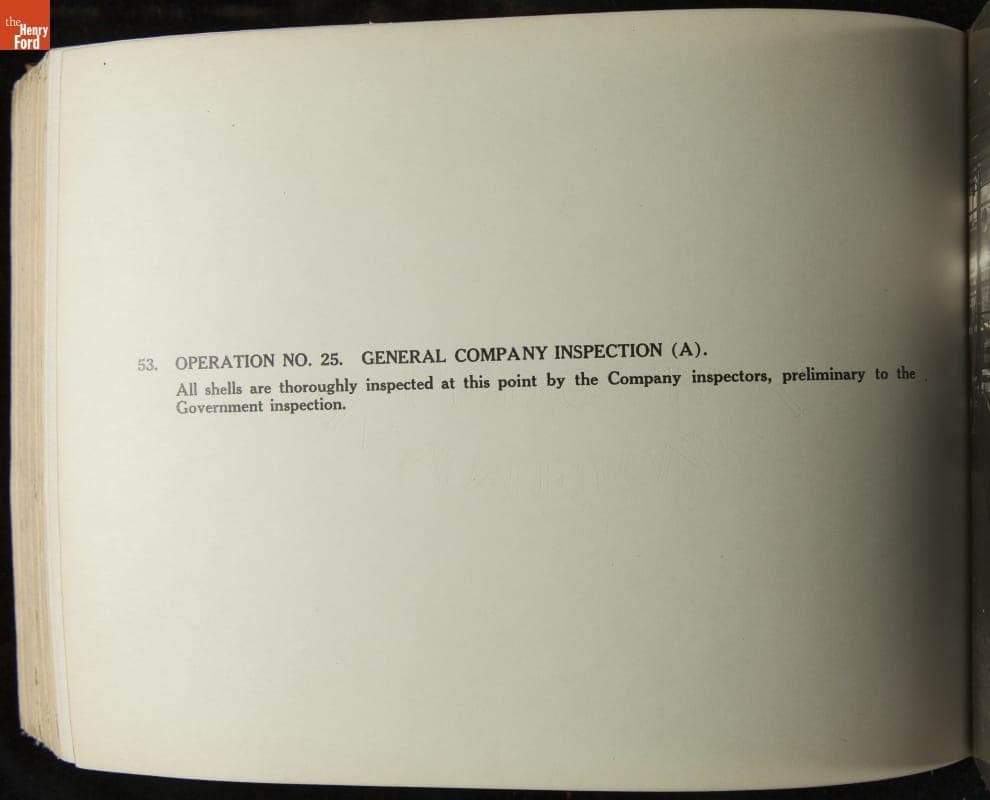 the
Henry
Ford
53. OPERATION NO. 25. GENERAL COMPANY INSPECTION (A).
All shells are thoroughly inspected at this point by the Company inspectors, preliminary to the
Government inspection.